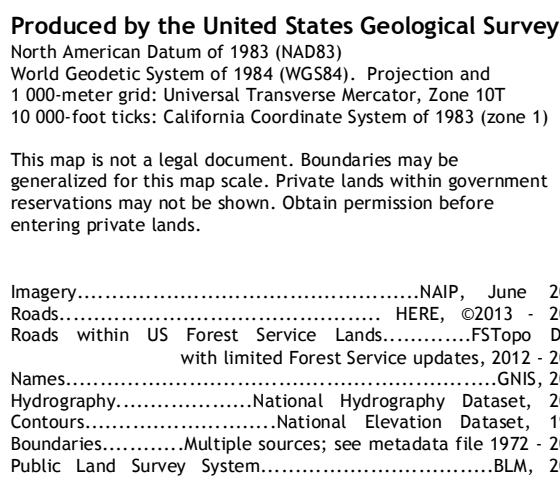 Produced by the United States Geological Survey
North American Datum of 1983 (NAD83)
World Geodetic System of 1984 (WGS84). Projection and
1 000-meter grid: Universal Transverse Mercator, Zone 10T
10 000-foot ticks: California Coordinate System of 1983 (zone 1)
This map is not a legal document. Boundaries may be
generalized for this map scale. Private lands within government
reservations may not be shown. Obtain permission before
entering private lands.
Imagery..................................................NAIP, June
Roads............................................... HERE, ©2013 -
Roads within US Forest Service Lands.............FSTopo
with limited Forest Service updates, 2012 -
Names................................................................GNIS,
Hydrography....................National Hydrography Dataset,
Contours............................National Elevation Dataset,
Boundaries............Multiple sources; see metadata file 1972 -
Public Land Survey System..................................BLM,